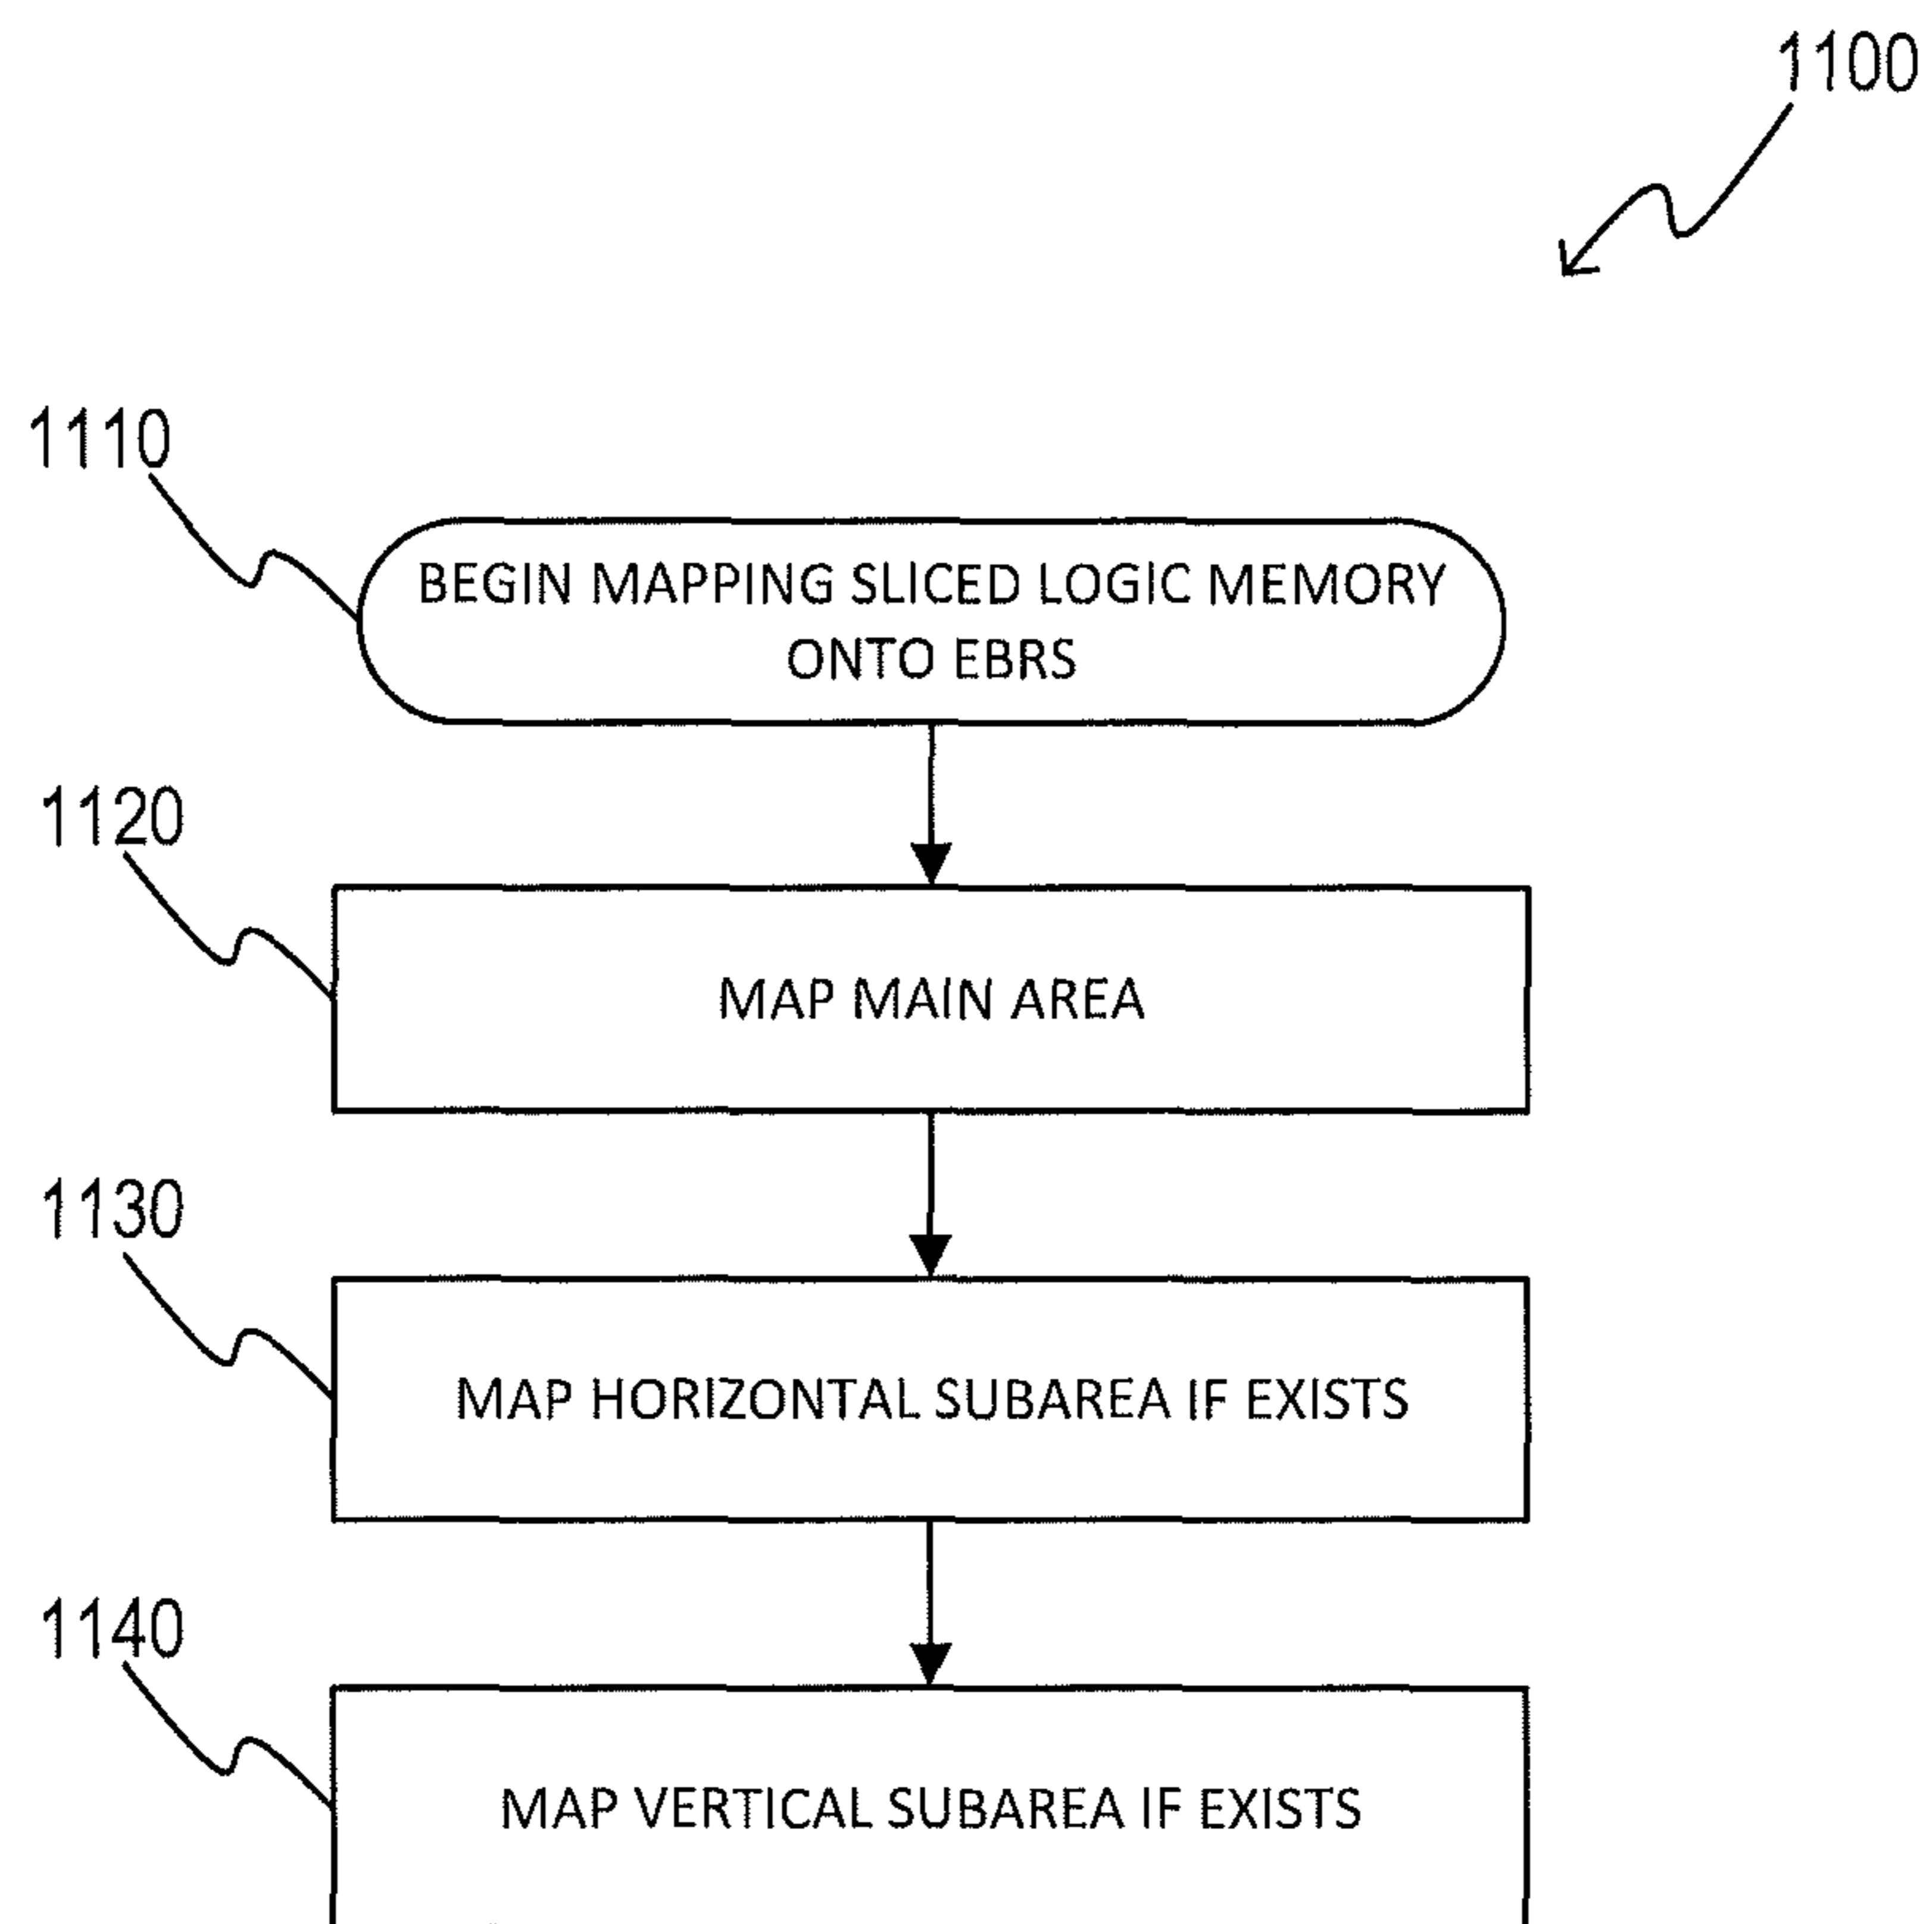 1100
1110
BEGIN MAPPING SLICED LOGIC MEMORY
ONTO EBRS
1120
MAP MAIN AREA
1130
MAP HORIZONTAL SUBAREA IF EXISTS
1140
MAP VERTICAL SUBAREA IF EXISTS